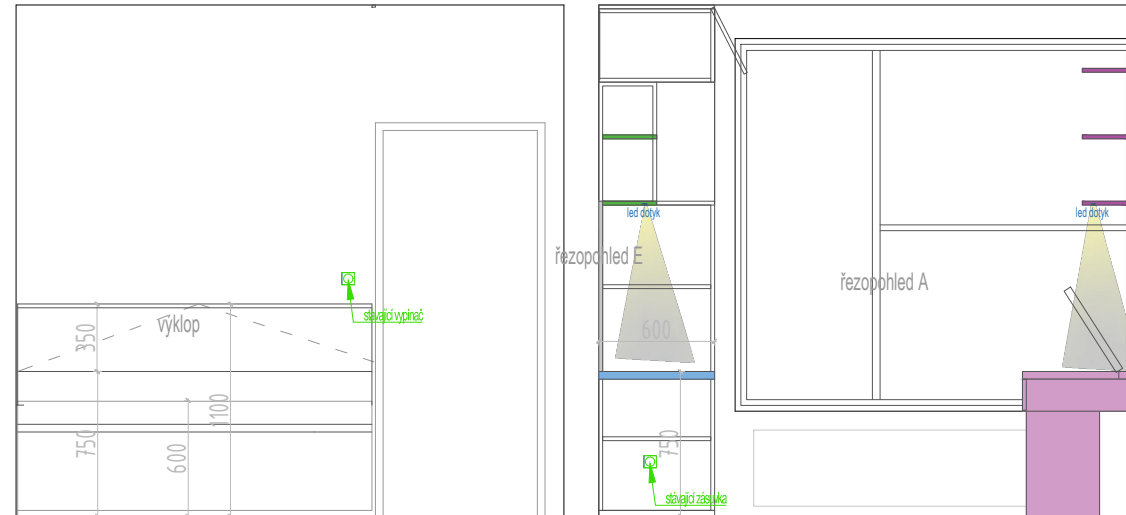 led dotyk
led dotyk
řezopohled E
řezopohled A
stávající vypínač
výklop
350
600
1100
750
600
750
stávající zásuvka